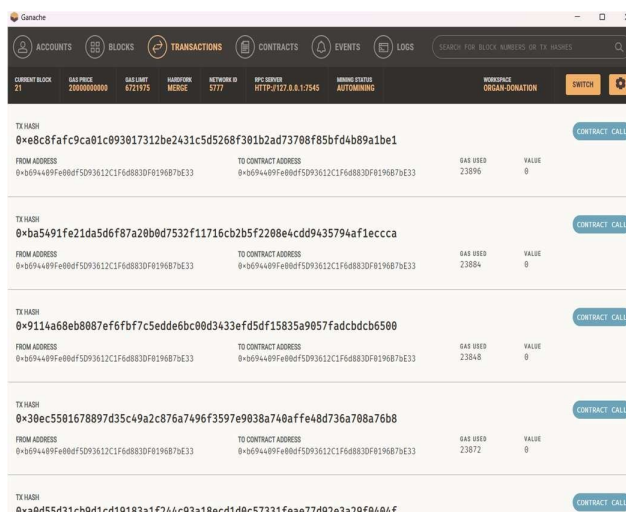 Ganache
ACCOUNTS BLOCKS TRANSACTIONS CONTRACTS EVENTS LOGS SEARCH FOR BLOCK NUMBERS OR TX HASHES
CURRENT BLOCK GAS PRICE GAS LIMIT HARDFORK NETWORK ID RPC SERVER MINING STATUS WORKSPACE
21 20000000000 6721975 MERGE 5777 HTTP://127.0.0.1:7545 AUTOMINING ORGAN-DONATION SWITCH
TX HASH
0×e8c8fafc9ca01c093017312be2431c5d5268f301b2ad73708f85bfd4b89a1be1 CONTRACT CALL
FROM ADDRESS TO CONTRACT ADDRESS GAS USED VALUE
0×b694409Fe00df5D93612C1F6d883DF0196B7bE33 0×b694409Fe00df5D93612C1F6d883DF0196B7bE33 23896 0
TX HASH
0×ba5491fe21da5d6f87a20b0d7532f11716cb2b5f2208e4cdd9435794af1eccca CONTRACT CALL
FROM ADDRESS TO CONTRACT ADDRESS GAS USED VALUE
0×b694409Fe00df5D93612C1F6d883DF0196B7bE33 0×b694409Fe00df5D93612C1F6d883DF0196B7bE33 23884 0
TX HASH
0×9114a68eb8087ef6fbf7c5edde6bc00d3433efd5df15835a9057fadcbdcb6500 CONTRACT CALL
FROM ADDRESS TO CONTRACT ADDRESS GAS USED VALUE
0×b694409Fe00df5D93612C1F6d883DF0196B7bE33 0×b694409Fe00df5D93612C1F6d883DF0196B7bE33 23848 0
TX HASH
0×30ec5501678897d35c49a2c876a7496f3597e9038a740affe48d736a708a76b8 CONTRACT CALL
FROM ADDRESS TO CONTRACT ADDRESS GAS USED VALUE
0×b694409Fe00df5D93612C1F6d883DF0196B7bE33 0×b694409Fe00df5D93612C1F6d883DF0196B7bE33 23872 0
TX HASH
CONTRACT CALL